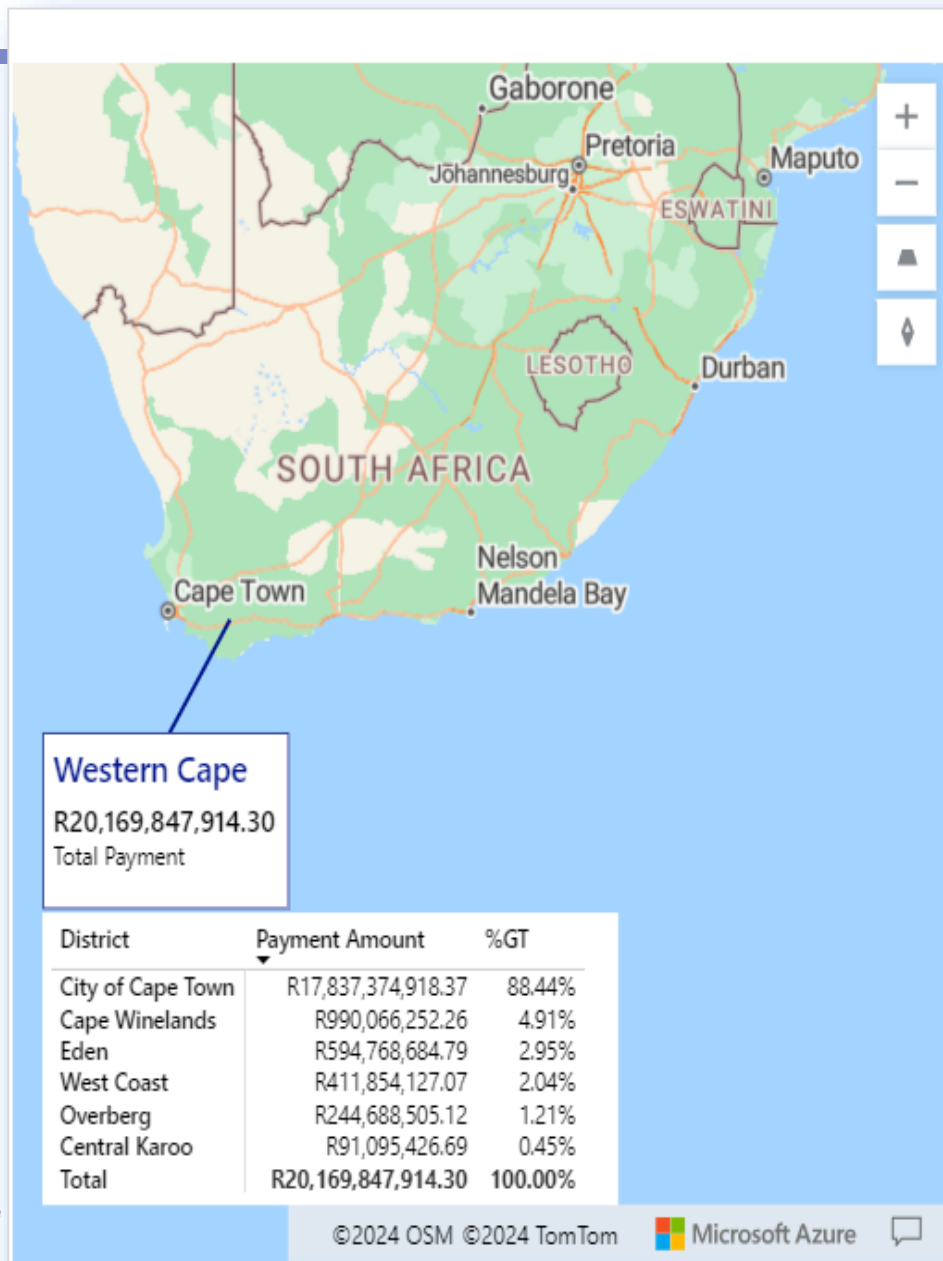 Gaborone
Pretoria
Johannesburg
Maputo
ESWATINI
LESOTHO
Durban
SOUTH AFRICA
Nelson
Mandela Bay
Cape Town
Western Cape
R20,169,847,914.30
Total Payment
District Payment Amount %GT
City of Cape Town R17,837,374,918.37 88.44%
Cape Winelands R990,066,252.26 4.91%
Eden R594,768,684.79 2.95%
West Coast R411,854,127.07 2.04%
Overberg R244,688,505.12 1.21%
Central Karoo R91,095,426.69 0.45%
Total R20,169,847,914.30 100.00%
©2024 OSM ©2024 TomTom Microsoft Azure